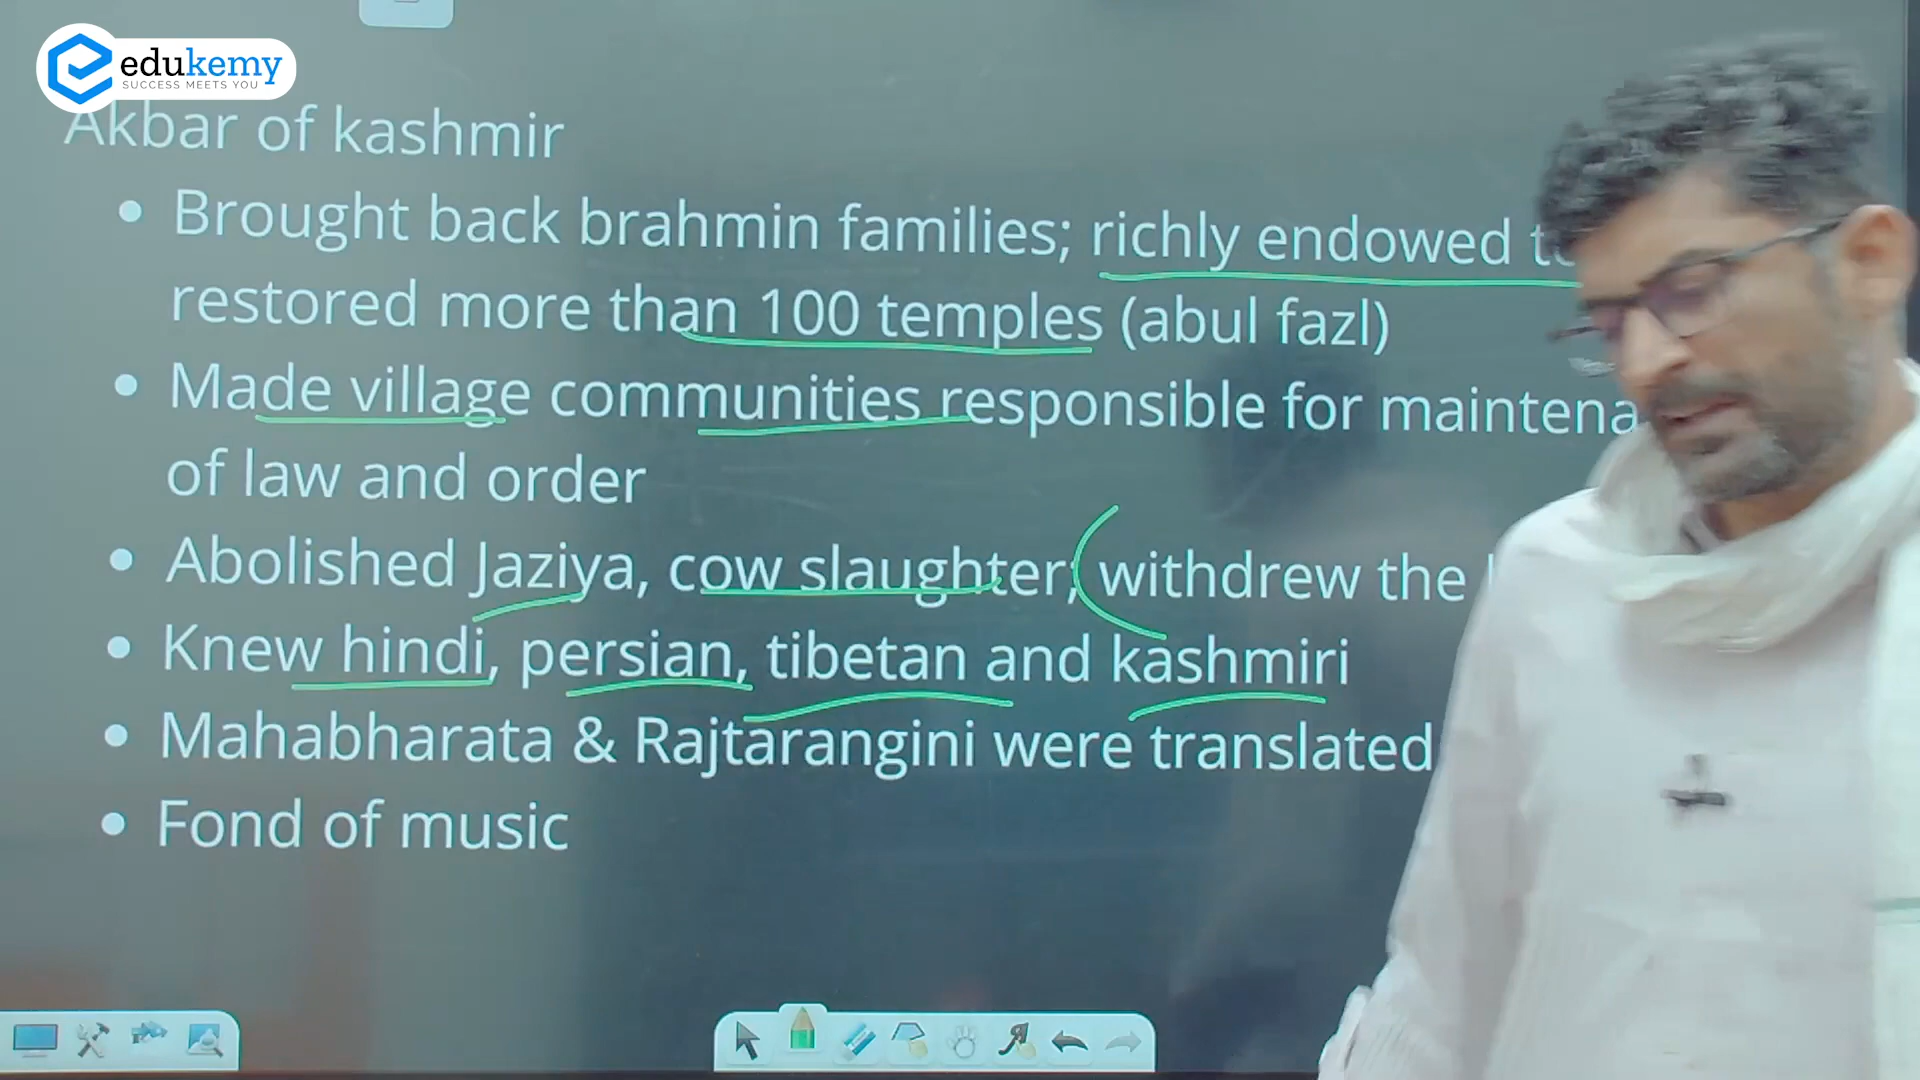 edukemy
SUCCESS MEETS YOU
Akbar of kashmir
• Brought back brahmin families; richly endowed
restored more than 100 temples (abul fazl)
• Made village communities responsible for
of law and order
• Abolished Jaziya, cow slaughter; withdrew the
• Knew hindi, persian, tibetan and kashmiri
• Mahabharata & Rajtarangini were translated
• Fond of music